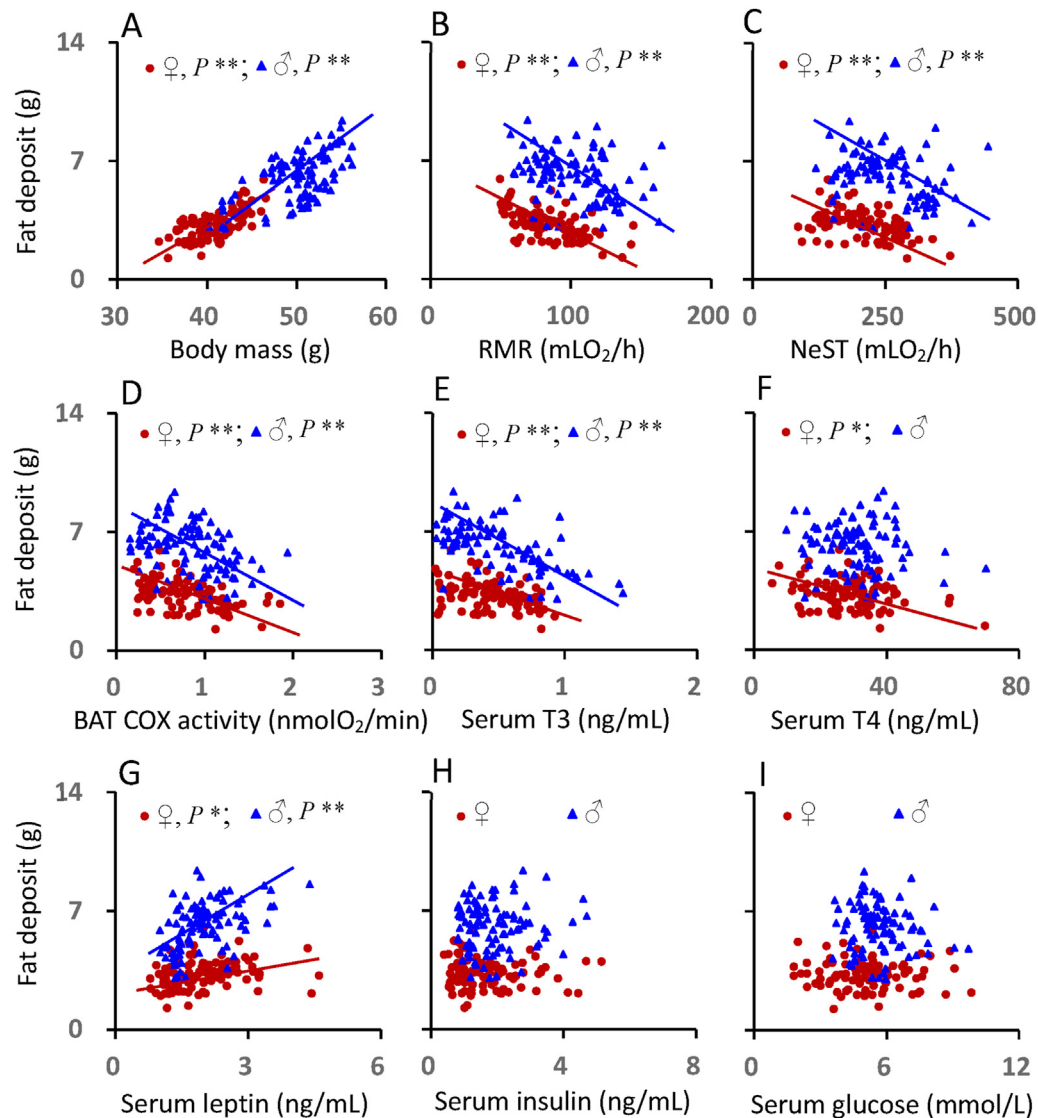 A B C
14
Fat deposit (g)
♀, P **; ♂, P ** ♀, P **; ♂, P ** ♀, P **; ♂, P **
7
0
30 40 50 60 0 100 200 0 250 500
Body mass (g) RMR (mLO₂/h) NeST (mLO₂/h)
D E F
14
Fat deposit (g)
♀, P **; ♂, P ** ♀, P **; ♂, P ** ♀, P *; ♂
7
0
0 1 2 3 0 1 2 0 40 80
BAT COX activity (nmolO₂/min) Serum T3 (ng/mL) Serum T4 (ng/mL)
G H I
14
Fat deposit (g)
♀, P *; ♂, P ** ♀ ♂ ♀ ♂
7
0
0 3 6 0 4 8 0 6 12
Serum leptin (ng/mL) Serum insulin (ng/mL) Serum glucose (mmol/L)